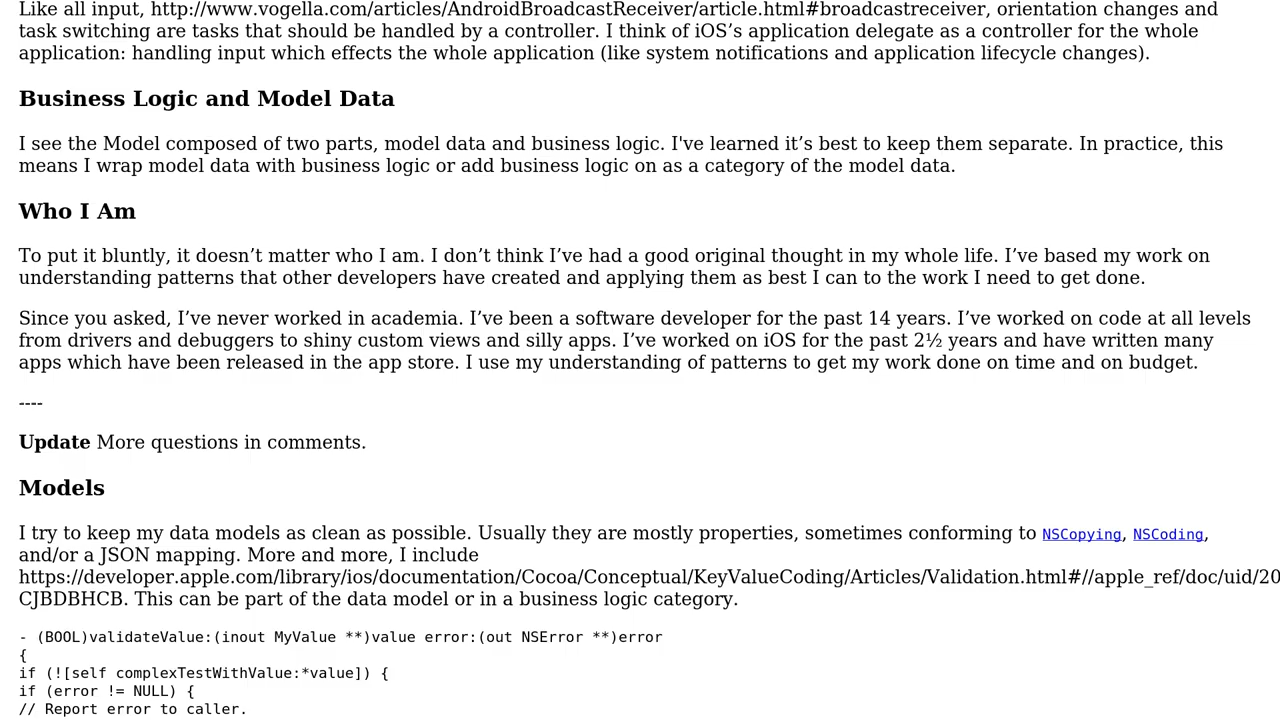 Like all input, http://www.vogella.com/articles/AndroidBroadcastReceiver/article.html#broadcastreceiver, orientation changes and
task switching are tasks that should be handled by a controller. I think of iOS’s application delegate as a controller for the whole
application: handling input which effects the whole application (like system notifications and application lifecycle changes).
Business Logic and Model Data
I see the Model composed of two parts, model data and business logic. I've learned it’s best to keep them separate. In practice, this
means I wrap model data with business logic or add business logic on as a category of the model data.
Who I Am
To put it bluntly, it doesn’t matter who I am. I don’t think I’ve had a good original thought in my whole life. I’ve based my work on
understanding patterns that other developers have created and applying them as best I can to the work I need to get done.
Since you asked, I’ve never worked in academia. I’ve been a software developer for the past 14 years. I’ve worked on code at all levels
from drivers and debuggers to shiny custom views and silly apps. I’ve worked on iOS for the past 2½ years and have written many
apps which have been released in the app store. I use my understanding of patterns to get my work done on time and on budget.
----
Update More questions in comments.
Models
I try to keep my data models as clean as possible. Usually they are mostly properties, sometimes conforming to NSCopying, NSCoding,
and/or a JSON mapping. More and more, I include
https://developer.apple.com/library/ios/documentation/Cocoa/Conceptual/KeyValueCoding/Articles/Validation.html#//apple_ref/doc/uid/20
CJBDBHCB. This can be part of the data model or in a business logic category.
- (BOOL)validateValue:(inout MyValue **)value error:(out NSError **)error
{
if (![self complexTestWithValue:*value]) {
if (error != NULL) {
// Report error to caller.